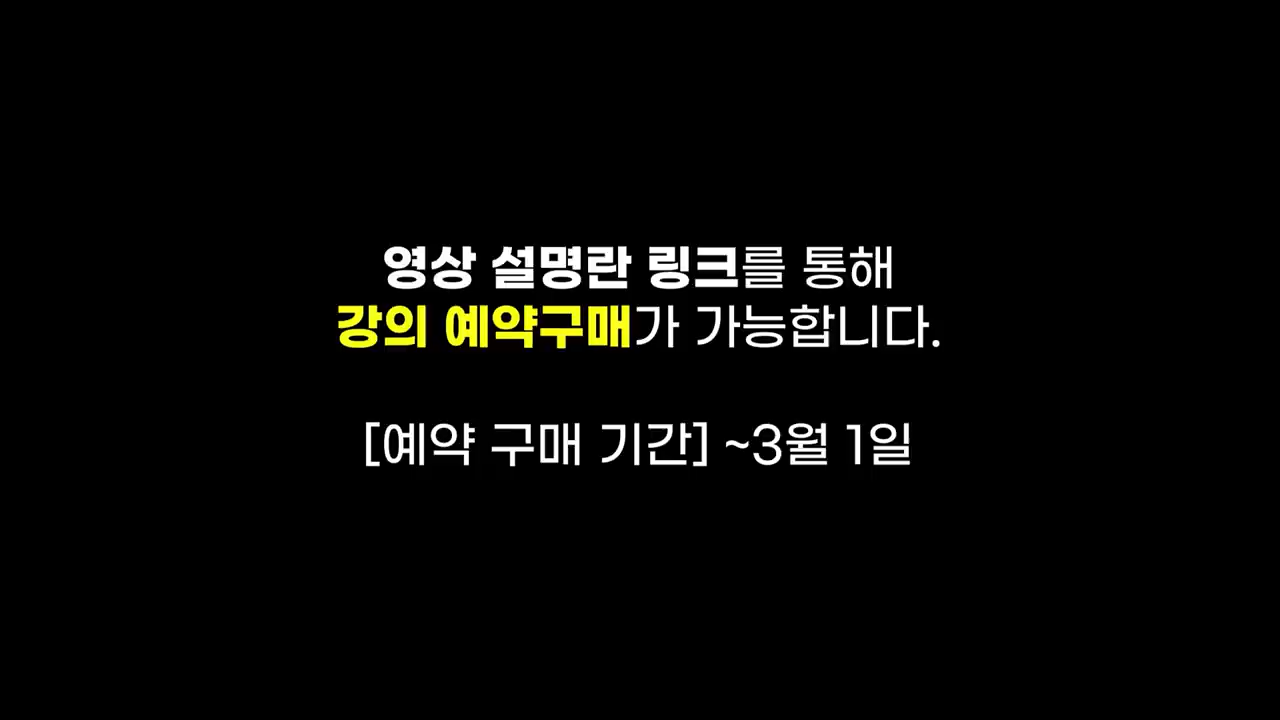 영상 설명란 링크를 통해
강의 예약구매가 가능합니다.
[예약 구매 기간] ~3월 1일